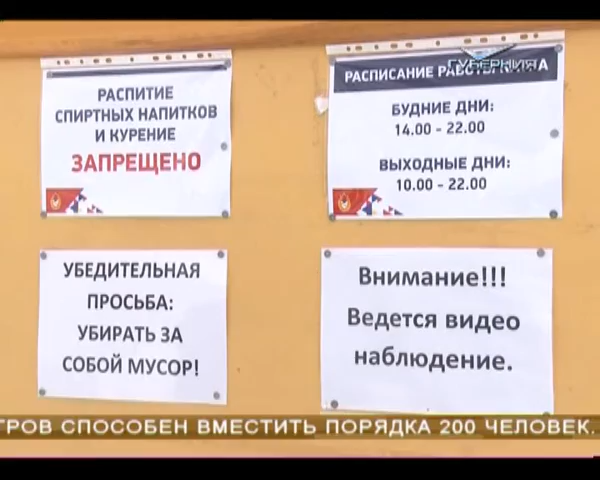 РАСПИТИЕ
СПИРТНЫХ НАПИТКОВ
И КУРЕНИЕ
ЗАПРЕЩЕНО
ГУБЕРНИЯ
РАСПИСАНИЕ
БУДНИЕ ДНИ:
14.00 - 22.00
ВЫХОДНЫЕ ДНИ:
10.00 - 22.00
УБЕДИТЕЛЬНАЯ
ПРОСЬБА:
УБИРАТЬ ЗА
СОБОЙ МУСОР!
Внимание!!!
Ведется видео
наблюдение.
ТРОВ СПОСОБЕН ВМЕСТИТЬ ПОРЯДКА 200 ЧЕЛОВЕК.